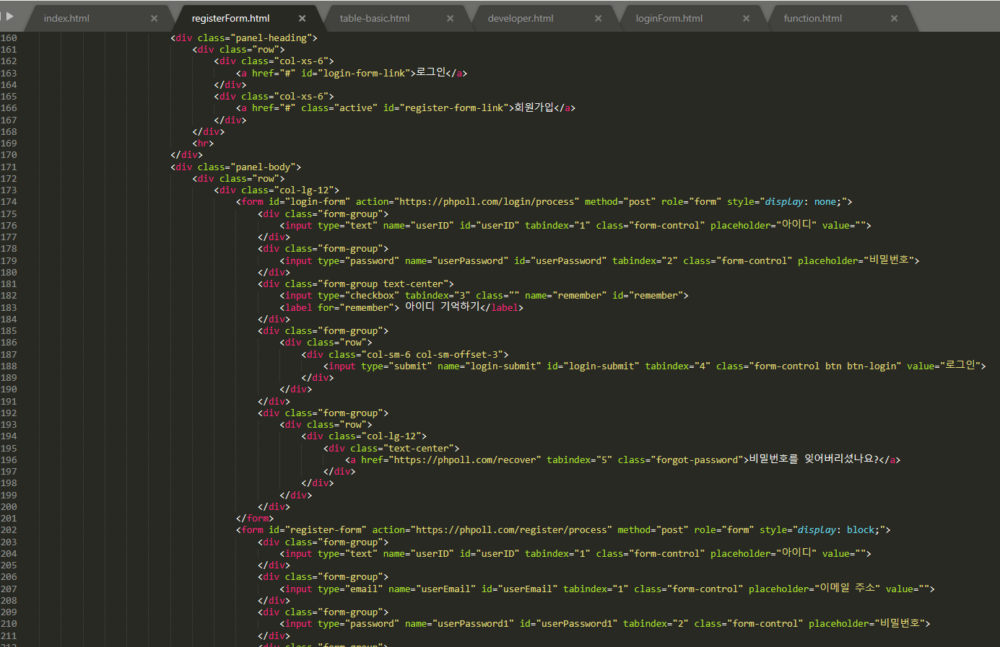 index.html × registerForm.html × table-basic.html × developer.html × loginForm.html × function.html ×
160 <div class="panel-heading">
161 <div class="row">
162 <div class="col-xs-6">
163 <a href="#" id="login-form-link">로그인</a>
164 </div>
165 <div class="col-xs-6">
166 <a href="#" class="active" id="register-form-link">회원가입</a>
167 </div>
168 </div>
169 <hr>
170 </div>
171 <div class="panel-body">
172 <div class="row">
173 <div class="col-lg-12">
174 <form id="login-form" action="https://phpoll.com/login/process" method="post" role="form" style="display: none;">
175 <div class="form-group">
176 <input type="text" name="userID" id="userID" tabindex="1" class="form-control" placeholder="아이디" value="">
177 </div>
178 <div class="form-group">
179 <input type="password" name="userPassword" id="userPassword" tabindex="2" class="form-control" placeholder="비밀번호">
180 </div>
181 <div class="form-group text-center">
182 <input type="checkbox" tabindex="3" class="" name="remember" id="remember">
183 <label for="remember"> 아이디 기억하기</label>
184 </div>
185 <div class="form-group">
186 <div class="row">
187 <div class="col-sm-6 col-sm-offset-3">
188 <input type="submit" name="login-submit" id="login-submit" tabindex="4" class="form-control btn btn-login" value="로그인">
189 </div>
190 </div>
191 </div>
192 <div class="form-group">
193 <div class="row">
194 <div class="col-lg-12">
195 <div class="text-center">
196 <a href="https://phpoll.com/recover" tabindex="5" class="forgot-password">비밀번호를 잊어버리셨나요?</a>
197 </div>
198 </div>
199 </div>
200 </div>
201 </form>
202 <form id="register-form" action="https://phpoll.com/register/process" method="post" role="form" style="display: block;">
203 <div class="form-group">
204 <input type="text" name="userID" id="userID" tabindex="1" class="form-control" placeholder="아이디" value="">
205 </div>
206 <div class="form-group">
207 <input type="email" name="userEmail" id="userEmail" tabindex="1" class="form-control" placeholder="이메일 주소" value="">
208 </div>
209 <div class="form-group">
210 <input type="password" name="userPassword1" id="userPassword1" tabindex="2" class="form-control" placeholder="비밀번호">
211 </div>
212 <div class="form-group">